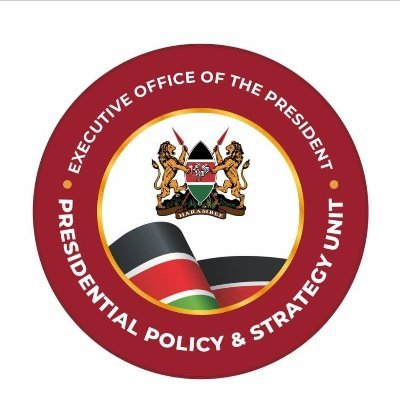 EXECUTIVE OFFICE OF THE PRESIDENT
HARAMBEE
PRESIDENTIAL POLICY & STRATEGY UNIT